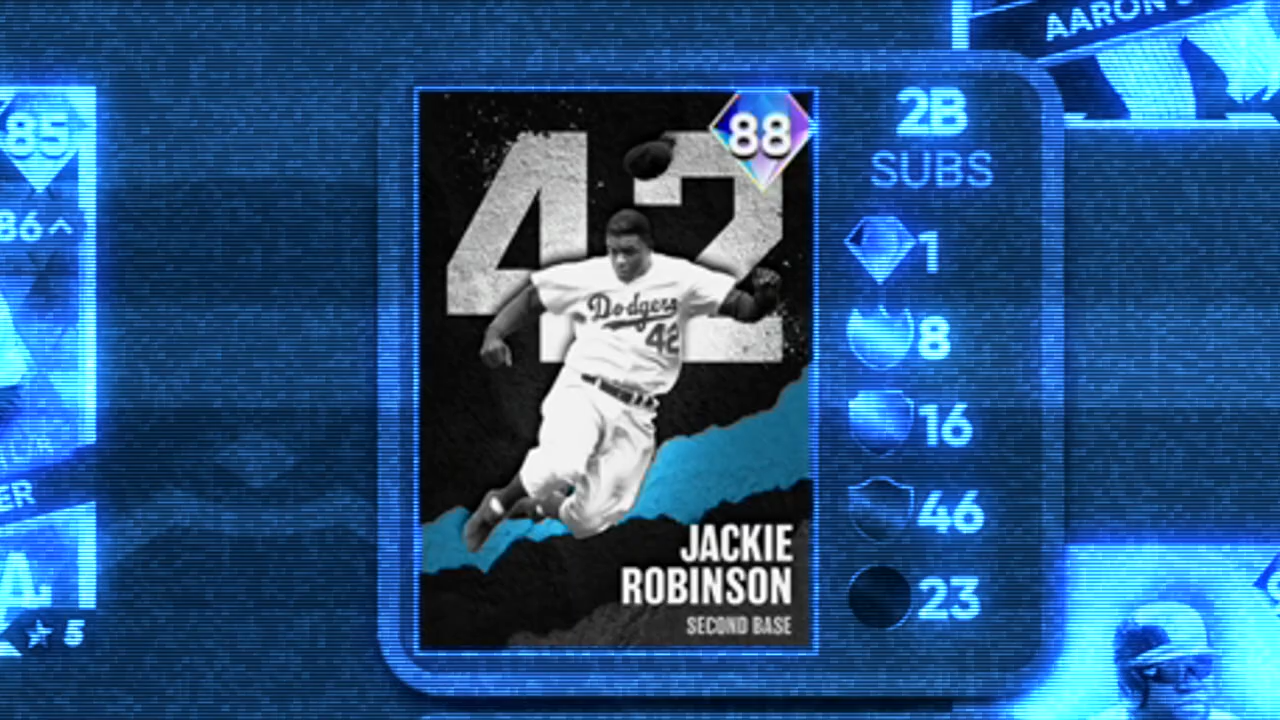 AARON
85
86
ER
5
42
88
Dodgers
42
JACKIE
ROBINSON
SECOND BASE
2B
SUBS
1
8
16
46
23